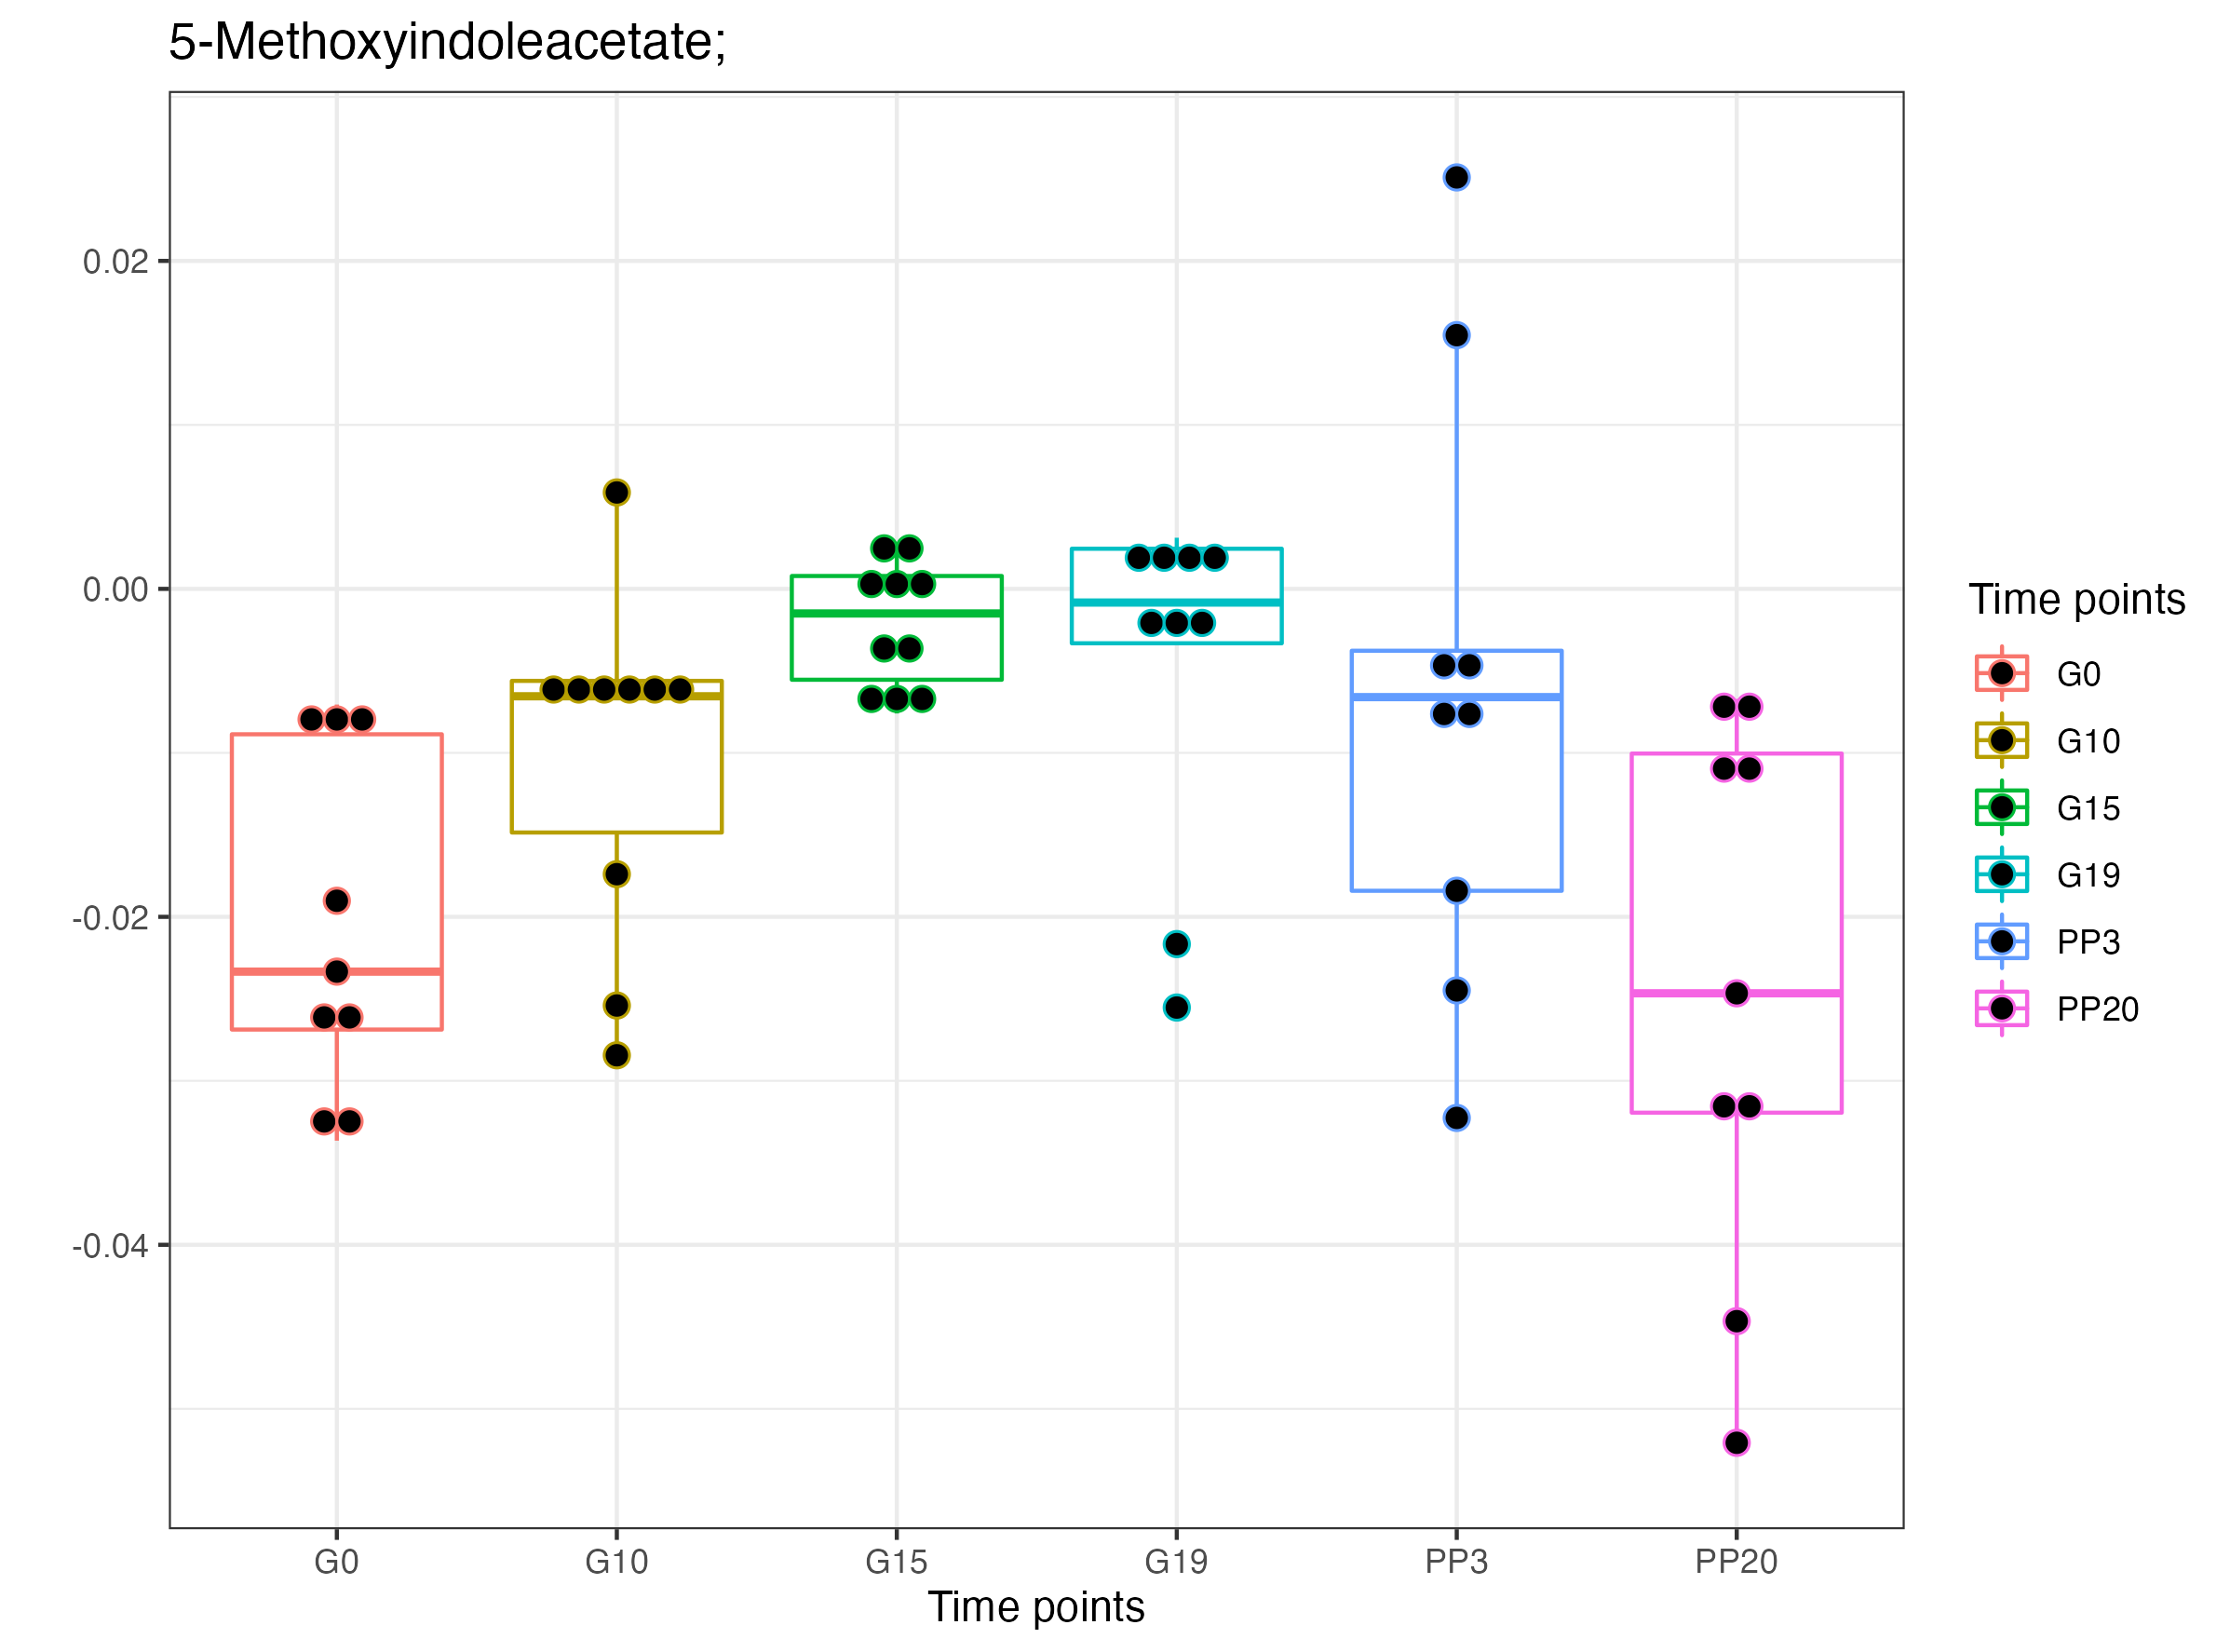 5-Methoxyindoleacetate;
0.02
0.00
-0.02
-0.04
G0 G10 G15 G19 PP3 PP20
Time points
Time points
G0
G10
G15
G19
PP3
PP20